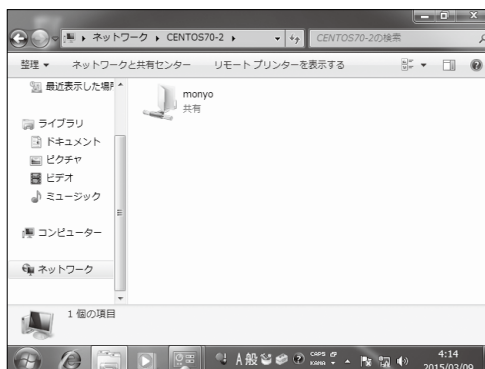 ネットワーク ▸ CENTOS70-2 ▸
CENTOS70-2の検索
整理 ▾ ネットワークと共有センター リモート プリンターを表示する
最近表示した場所
ライブラリ
ドキュメント
ピクチャ
ビデオ
ミュージック
コンピューター
ネットワーク
monyo
共有
1 個の項目
A 般
CAPS
KANA
4:14
2015/03/09